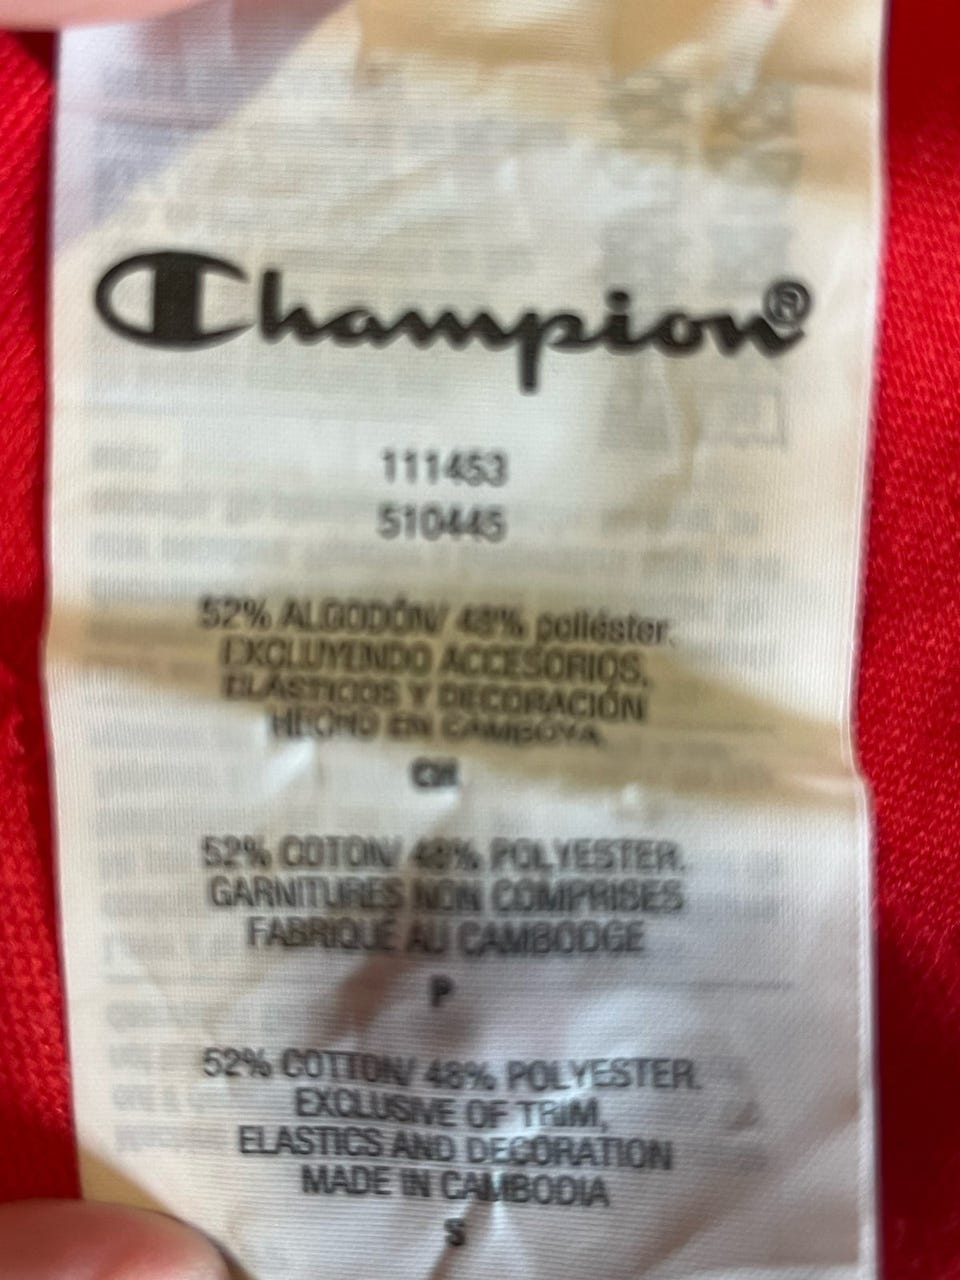 Champion®
111453
510445
52% ALGODÓN/ 48% poliéster.
EXCLUYENDO ACCESORIOS,
ELÁSTICOS Y DECORACIÓN
HECHO EN CAMBOYA
CH
52% COTON/ 48% POLYESTER.
GARNITURES NON COMPRISES
FABRIQUÉ AU CAMBODGE
P
52% COTTON/ 48% POLYESTER.
EXCLUSIVE OF TRIM,
ELASTICS AND DECORATION
MADE IN CAMBODIA
S